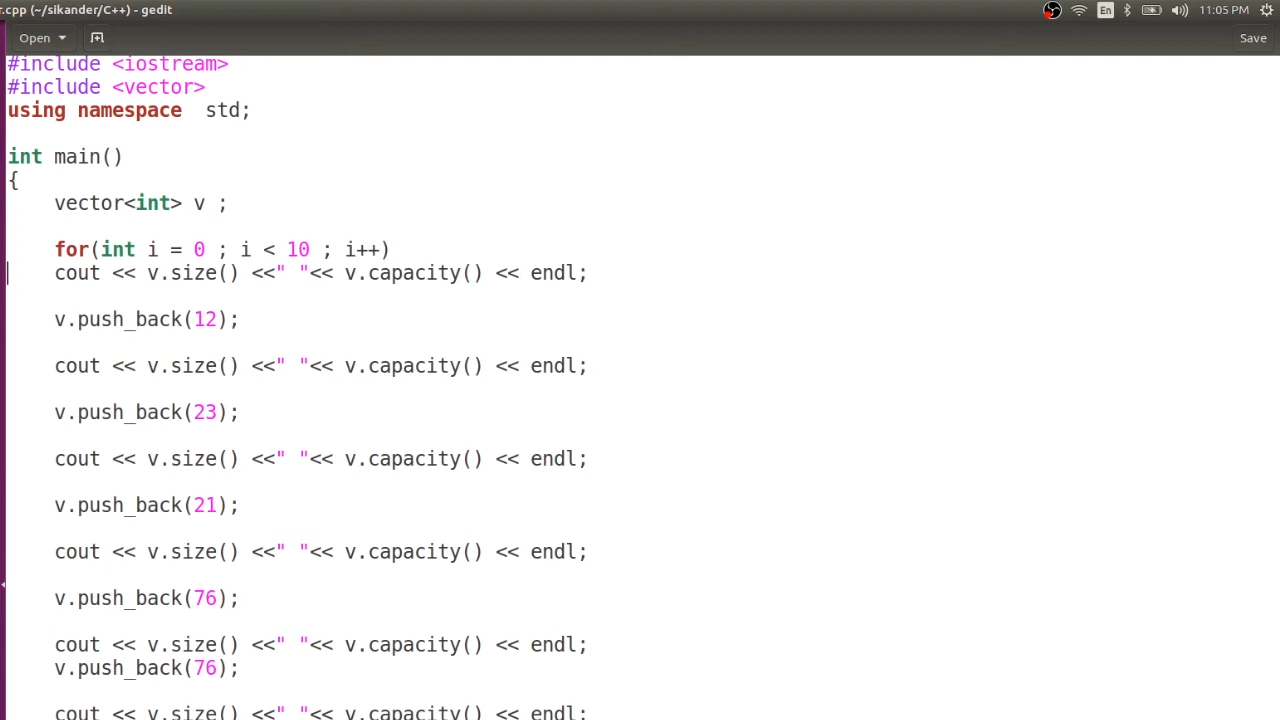 r.cpp (~/sikander/C++) - gedit
En
11:05 PM
Open
Save
#include <iostream>
#include <vector>
using namespace  std;
int main()
{
    vector<int> v ;
    for(int i = 0 ; i < 10 ; i++)
    cout << v.size() <<" "<< v.capacity() << endl;
    v.push_back(12);
    cout << v.size() <<" "<< v.capacity() << endl;
    v.push_back(23);
    cout << v.size() <<" "<< v.capacity() << endl;
    v.push_back(21);
    cout << v.size() <<" "<< v.capacity() << endl;
    v.push_back(76);
    cout << v.size() <<" "<< v.capacity() << endl;
    v.push_back(76);
    cout << v.size() <<" "<< v.capacity() << endl;